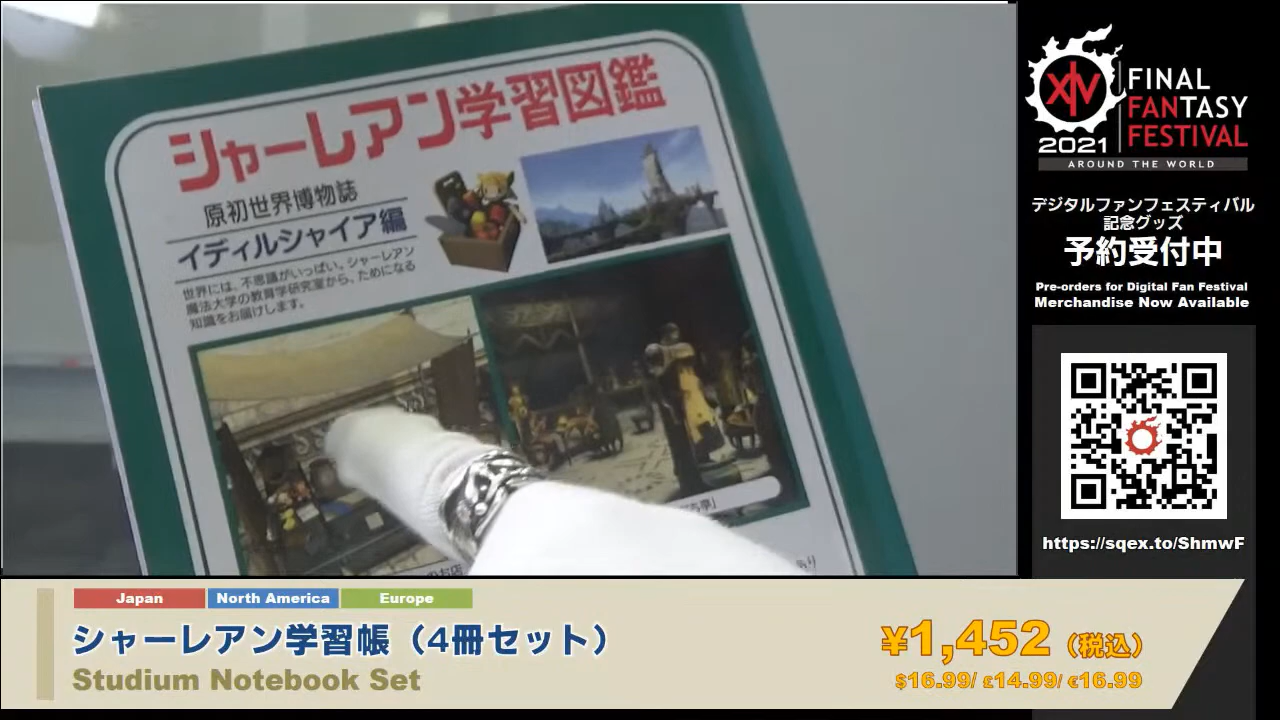 シャーレアン学習図鑑
原初世界博物誌
イディルシャイア編
世界には、不思議がいっぱい。シャーレアン
魔法大学の教育学研究室から、ためになる
知識をお届けします。
のお店
XIV
FINAL
FANTASY
FESTIVAL
2021
AROUND THE WORLD
デジタルファンフェスティバル
記念グッズ
予約受付中
Pre-orders for Digital Fan Festival
Merchandise Now Available
https://sqex.to/ShmwF
Japan
North America
Europe
シャーレアン学習帳（4冊セット）
Studium Notebook Set
¥1,452（税込）
$16.99/ £14.99/ €16.99